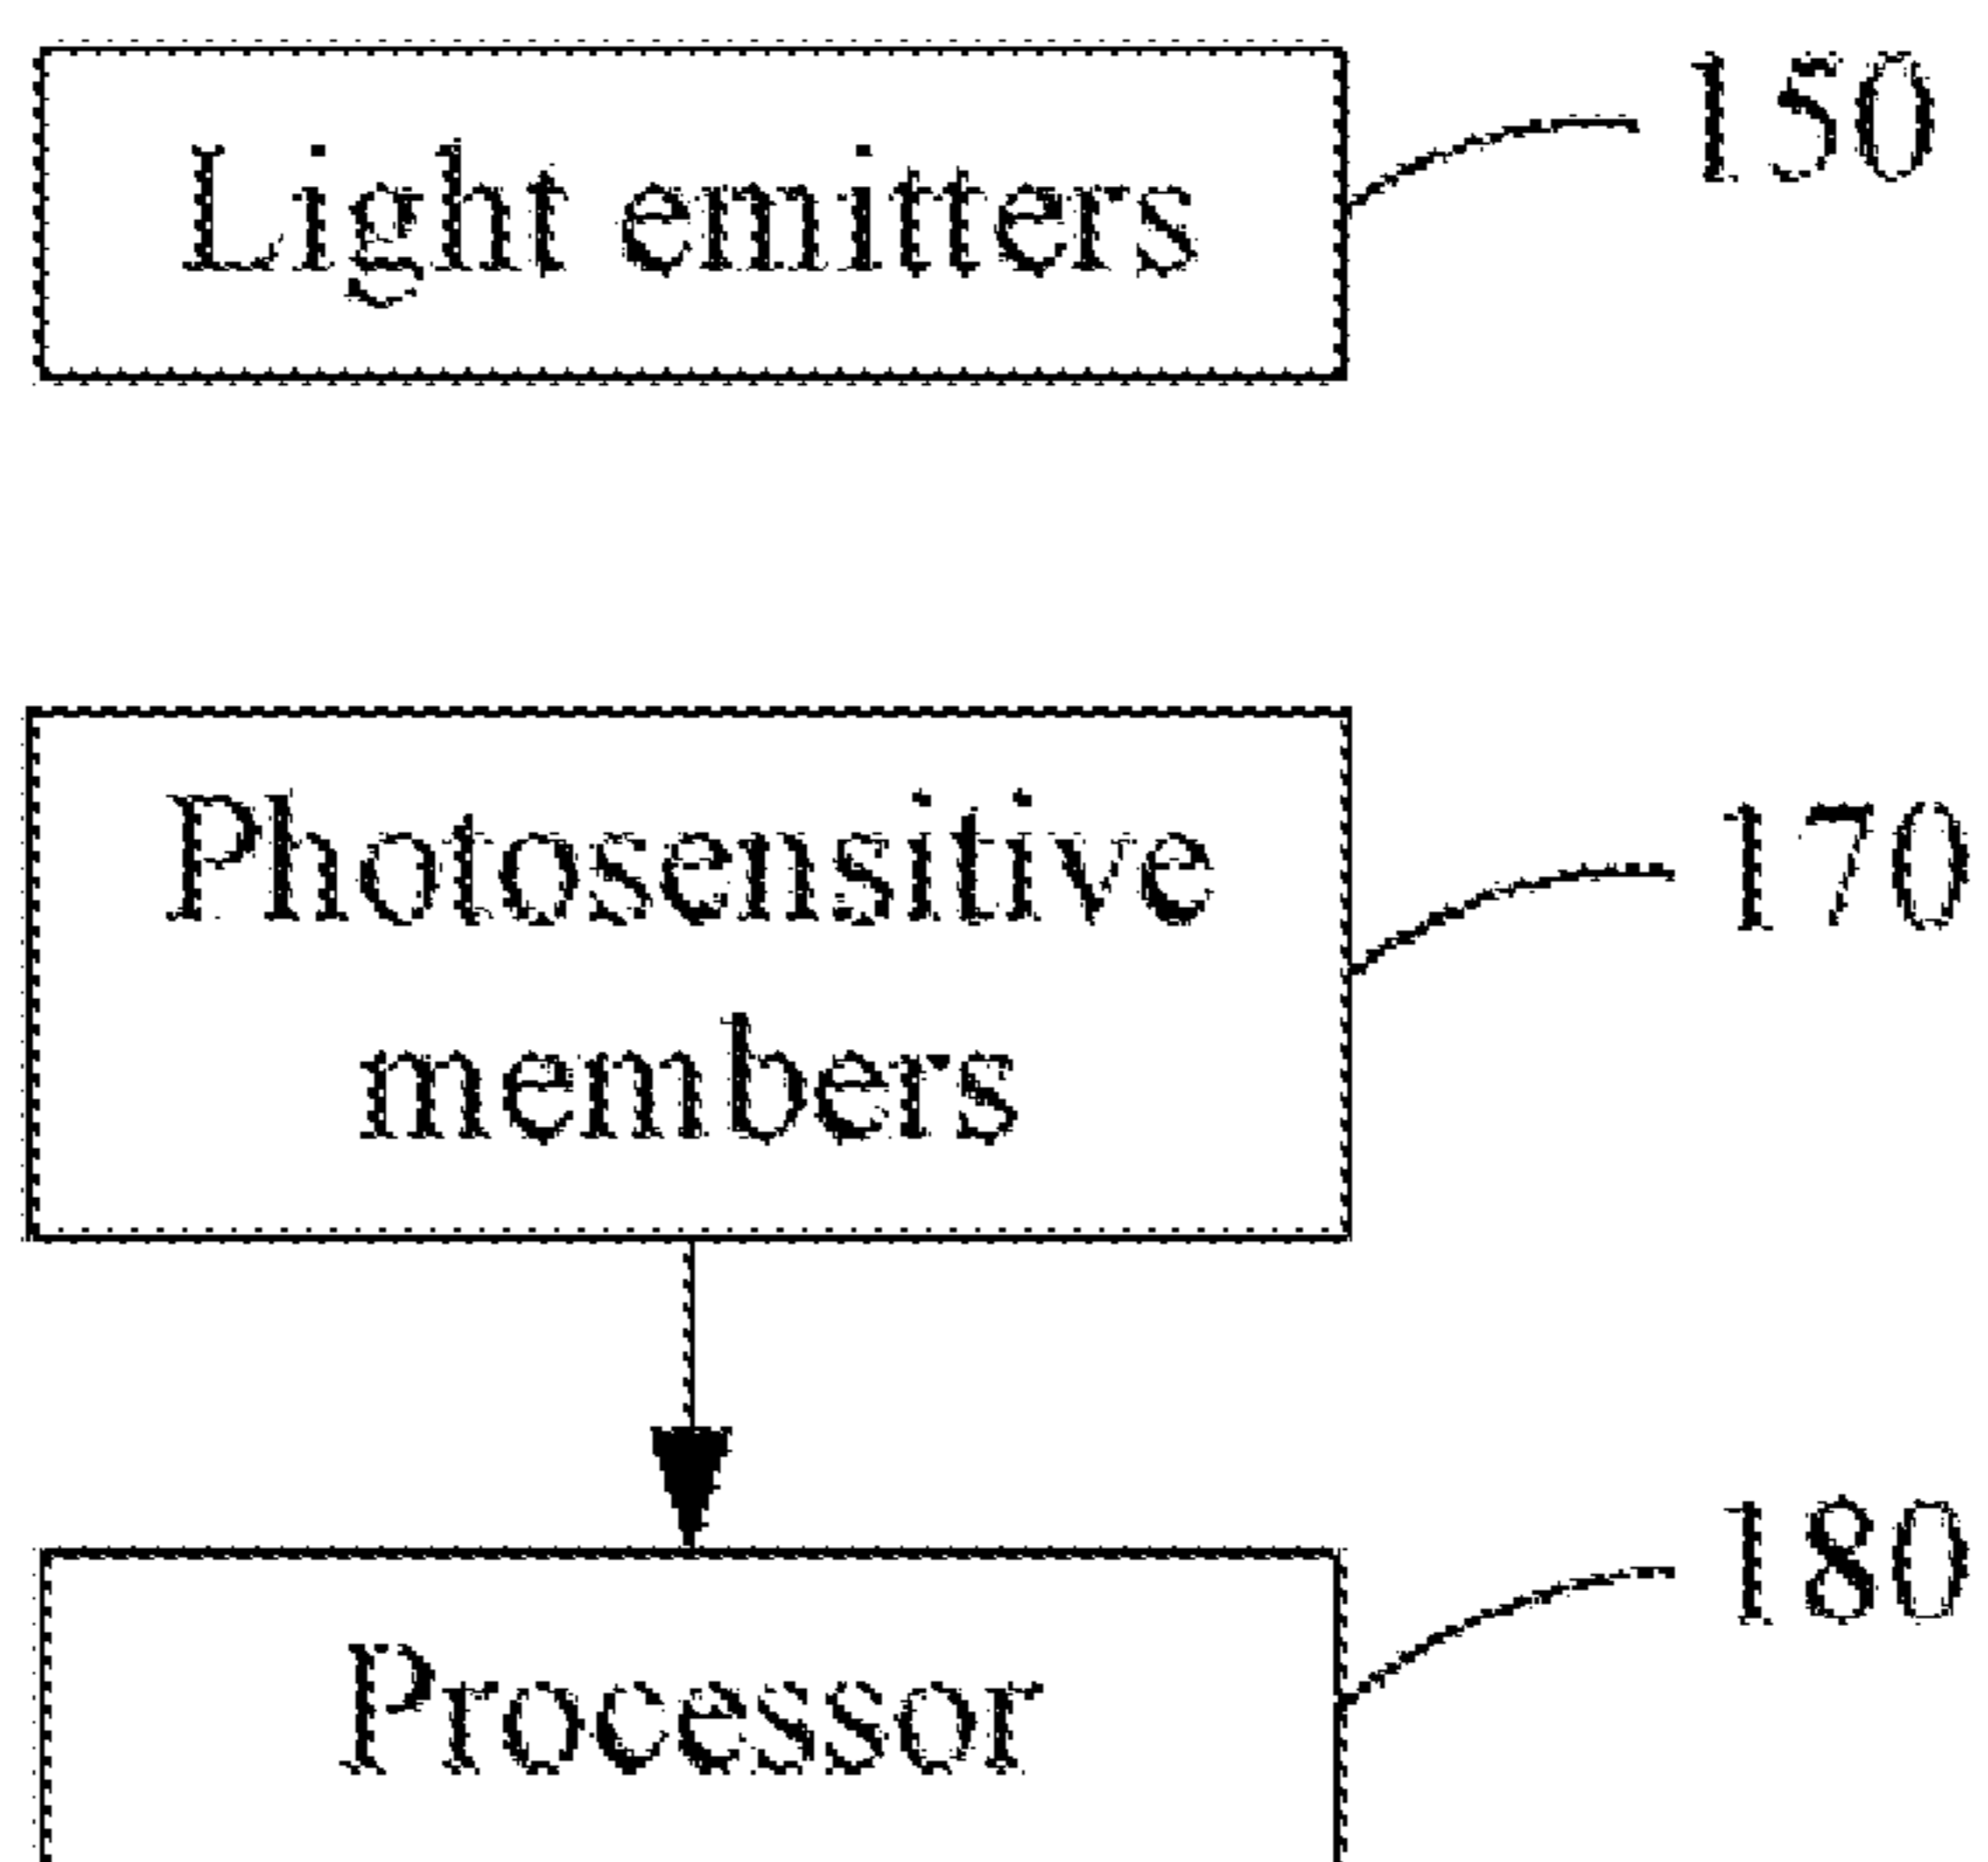 Light emitters
150
Photosensitive
members
170
Processor
180